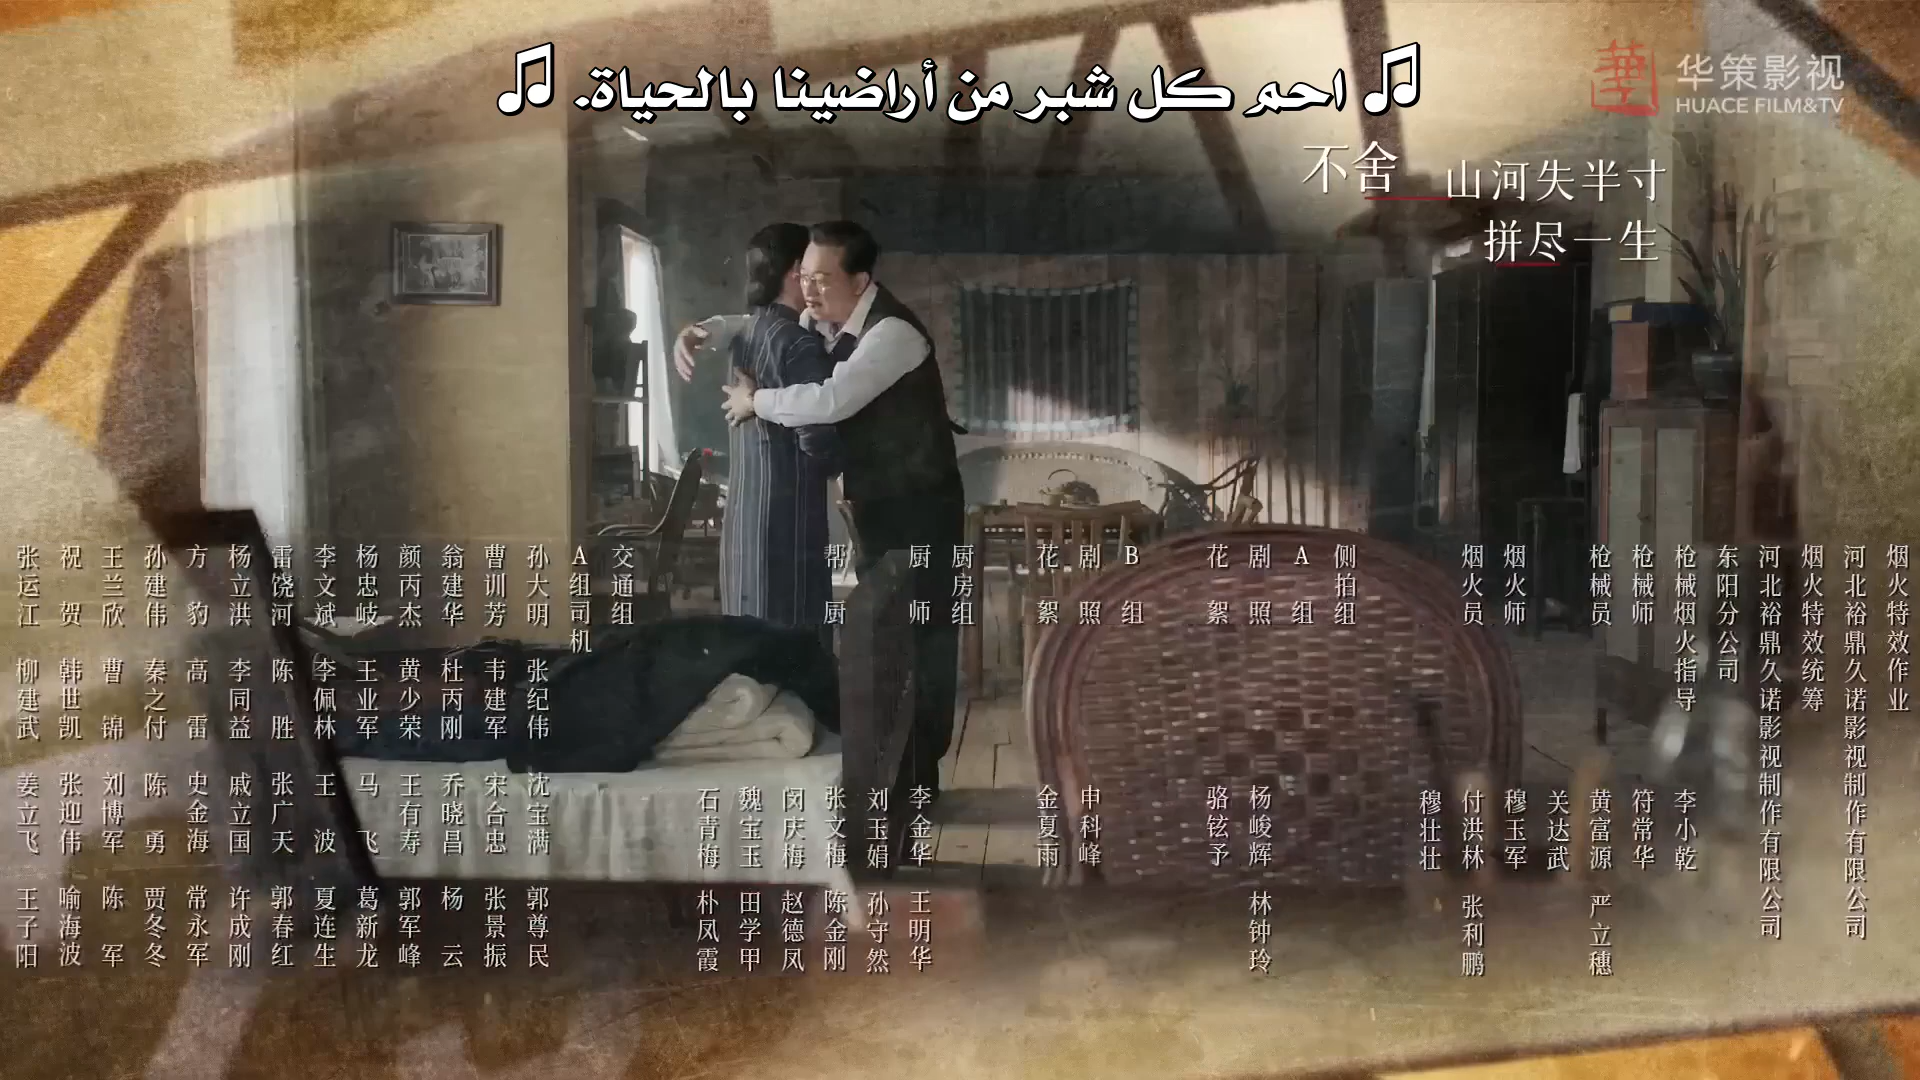 ♫ احم كل شبر من أراضينا بالحياة. ♫
华策影视
HUACE FILM&TV
不舍 山河失半寸
拼尽一生
烟火特效作业
河北裕鼎久诺影视制作有限公司
烟火特效统筹
河北裕鼎久诺影视制作有限公司
东阳分公司
枪械烟火指导 李小乾
枪械师 符常华
枪械员 黄富源 严立穗
关达武
烟火师 穆玉军
烟火员 付洪林 张利鹏
穆壮壮
侧拍组
A组
剧照 杨峻辉 林钟玲
花絮 骆铉予
B组
剧照 申科峰
花絮 金夏雨
厨房组
厨师 李金华 王明华
刘玉娟 孙守然
帮厨 张文梅 陈金刚
闵庆梅 赵德凤
魏宝玉 田学甲
石青梅 朴凤霞
交通组
A组司机
孙大明 张纪伟 沈宝满 郭尊民
曹训芳 韦建军 宋合忠 张景振
翁建华 杜丙刚 乔晓昌 杨云
颜丙杰 黄少荣 王有寿 郭军峰
杨忠岐 王业军 马飞 葛新龙
李文斌 李佩林 王波 夏连生
雷饶河 陈胜 张广天 郭春红
杨立洪 李同益 戚立国 许成刚
方豹 高雷 史金海 常永军
孙建伟 秦之付 陈勇 贾冬冬
王兰欣 曹锦 刘博军 陈军
祝贺 韩世凯 张迎伟 喻海波
张运江 柳建武 姜立飞 王子阳